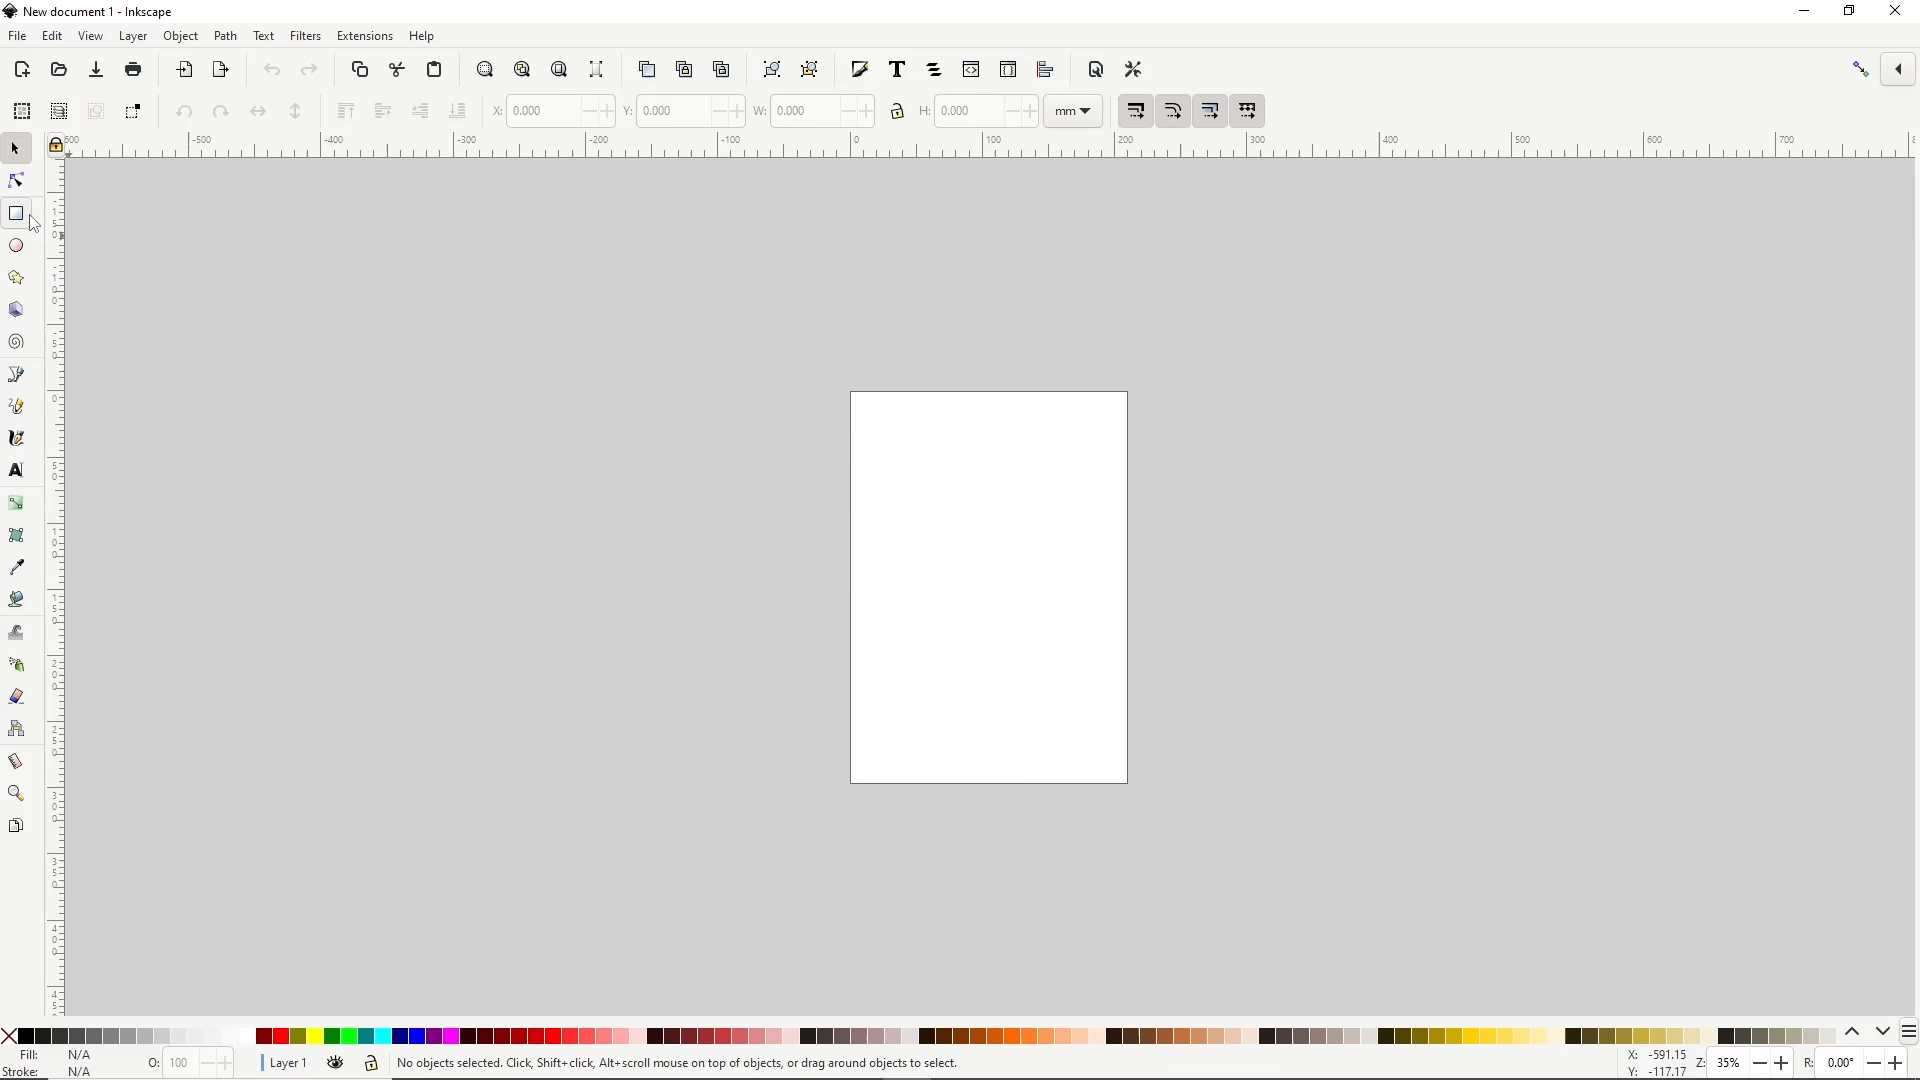 New document 1 - Inkscape
File Edit View Layer Object Path Text Filters Extensions Help
X: 0.000 Y: 0.000 W: 0.000 H: 0.000 mm
-500 -400 -300 -200 -100 0 100 200 300 400 500 600 700
Fill: N/A
Stroke: N/A
O: 100
Layer 1
No objects selected. Click, Shift+click, Alt+scroll mouse on top of objects, or drag around objects to select.
X: -591.15
Y: -117.17
Z: 35%
R: 0.00°